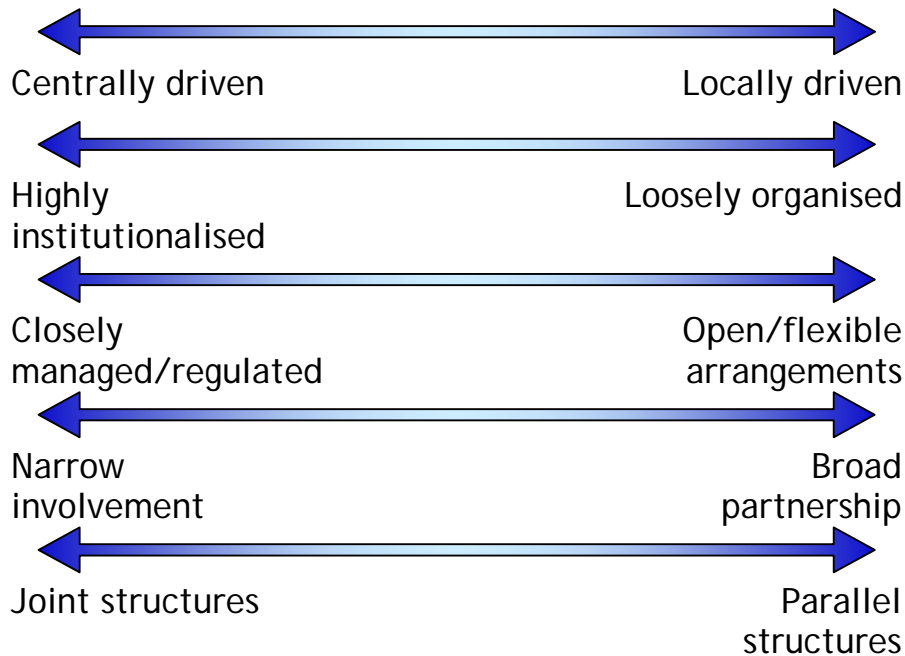 Centrally driven
Locally driven
Highly
institutionalised
Loosely organised
Closely
managed/regulated
Open/flexible
arrangements
Narrow
involvement
Broad
partnership
Joint structures
Parallel
structures